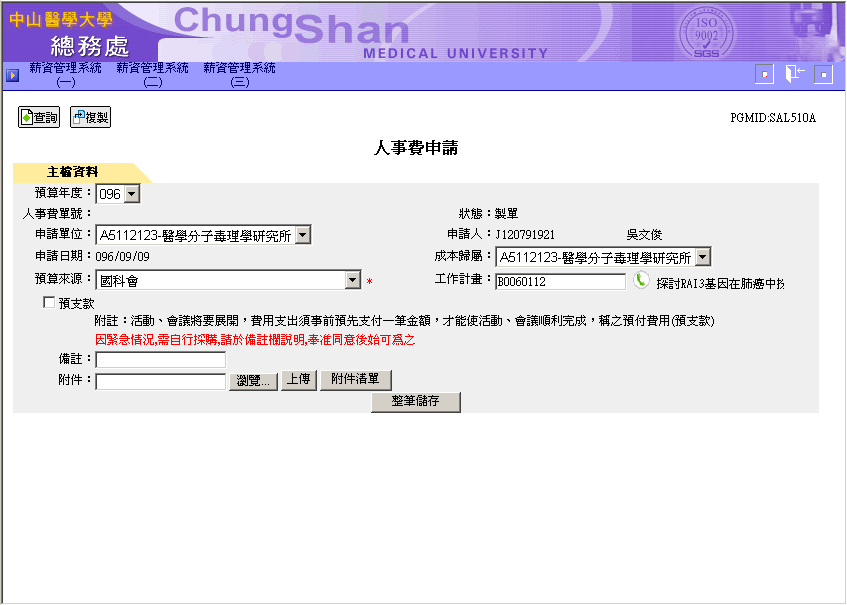 中山醫學大學
總務處
ChungShan
MEDICAL UNIVERSITY
ISO
9002
SGS
薪資管理系統(一) 薪資管理系統(二) 薪資管理系統(三)
查詢 複製
PGMID:SAL510A
人事費申請
主檔資料
預算年度：096
人事費單號： 狀態：製單
申請單位：A5112123-醫學分子毒理學研究所 申請人：J120791921 吳文俊
申請日期：096/09/09 成本歸屬：A5112123-醫學分子毒理學研究所
預算來源：國科會 * 工作計畫：B0060112 探討RAI3基因在肺癌中扮
預支款
附註：活動、會議將要展開，費用支出須事前預先支付一筆金額，才能使活動、會議順利完成，稱之預付費用(預支款)
因緊急情況,需自行採購,請於備註欄說明,奉准同意後始可為之
備註：
附件： 瀏覽... 上傳 附件清單
整筆儲存